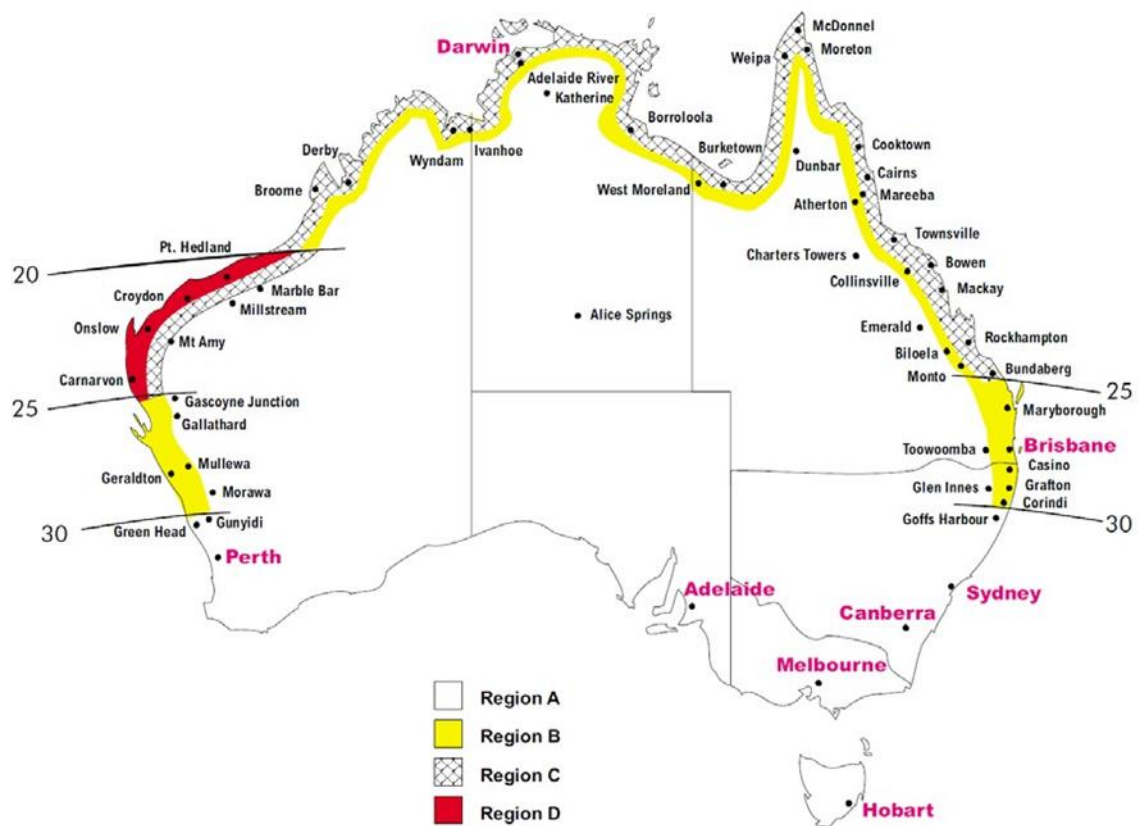 McDonnel
Darwin
Moreton
Weipa
Adelaide River
Katherine
Borroloola
Derby
Wyndam
Ivanhoe
Burketown
Cooktown
Dunbar
Cairns
Broome
West Moreland
Mareeba
Atherton
Pt. Hedland
Townsville
20
Charters Towers
Bowen
Collinsville
Croydon
Marble Bar
Mackay
Millstream
Onslow
Alice Springs
Emerald
Mt Amy
Rockhampton
Biloela
Carnarvon
Monto
Bundaberg
25
25
Gascoyne Junction
Gallathard
Maryborough
Toowoomba
Brisbane
Mullewa
Casino
Geraldton
Glen Innes
Grafton
Morawa
Corindi
30
Green Head
Gunyidi
Goffs Harbour
30
Perth
Adelaide
Sydney
Canberra
Melbourne
Region A
Region B
Region C
Region D
Hobart